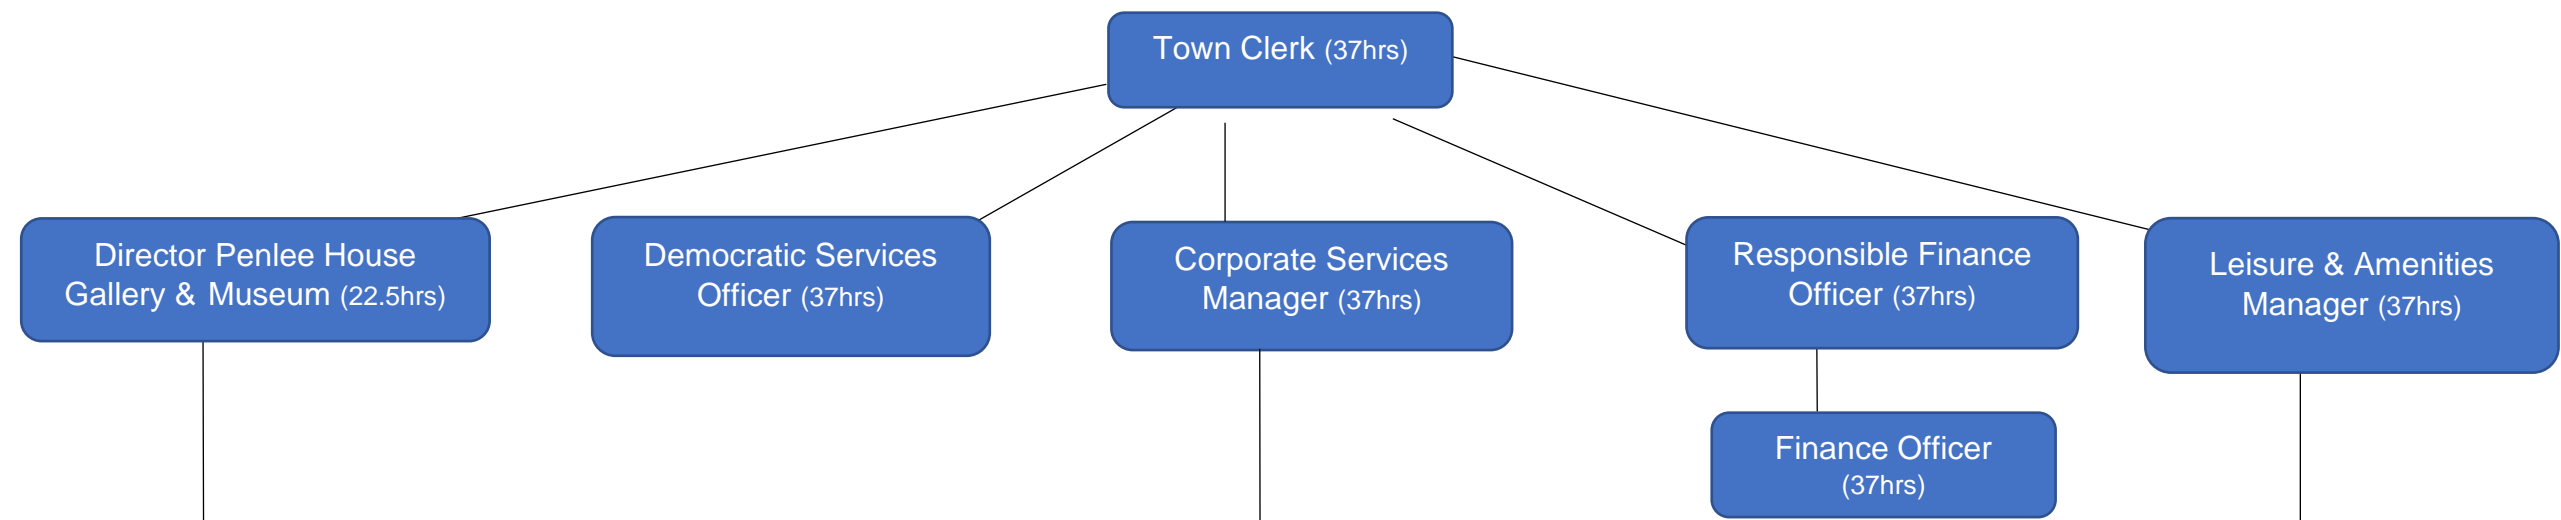 Town Clerk (37hrs)
Director Penlee House
Gallery & Museum (22.5hrs)
Democratic Services
Officer (37hrs)
Corporate Services
Manager (37hrs)
Responsible Finance
Officer (37hrs)
Leisure & Amenities
Manager (37hrs)
Finance Officer
(37hrs)